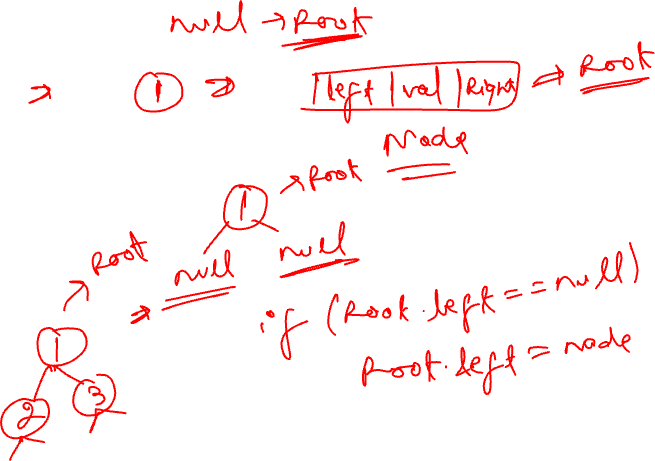 null → Root
→ 1 ⇒ | left | val | Right ⇒ Root
Node
1 → Root
null null
→ Root
⇒
1
2 3
if (Root.left == null)
Root.left = node